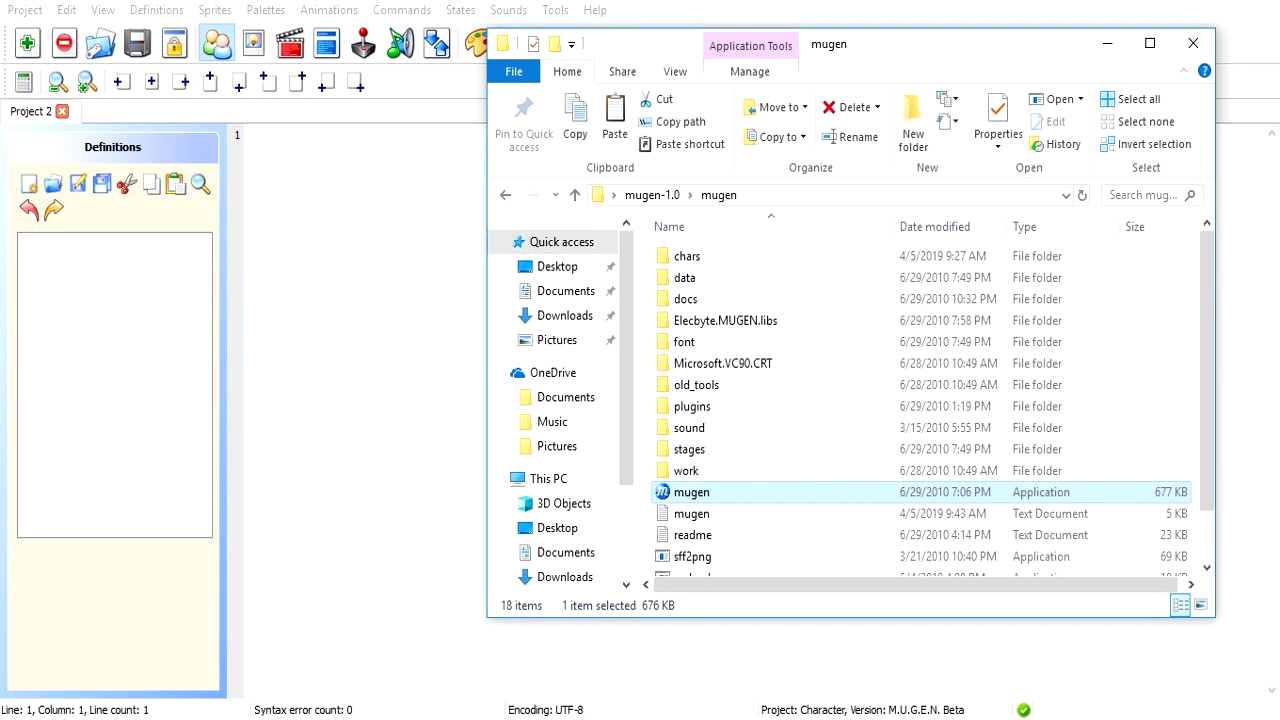 Project Edit View Definitions Sprites Palettes Animations Commands States Sounds Tools Help
Project 2
Definitions
1
Application Tools mugen
File Home Share View Manage
Pin to Quick access
Copy
Paste
Cut
Copy path
Paste shortcut
Clipboard
Move to
Copy to
Delete
Rename
Organize
New folder
New
Properties
Open
Edit
History
Open
Select all
Select none
Invert selection
Select
mugen-1.0 › mugen
Search mug...
Quick access
Desktop
Documents
Downloads
Pictures
OneDrive
Documents
Music
Pictures
This PC
3D Objects
Desktop
Documents
Downloads
Name Date modified Type Size
chars 4/5/2019 9:27 AM File folder
data 6/29/2010 7:49 PM File folder
docs 6/29/2010 10:32 PM File folder
Elecbyte.MUGEN.libs 6/29/2010 7:58 PM File folder
font 6/29/2010 7:49 PM File folder
Microsoft.VC90.CRT 6/28/2010 10:49 AM File folder
old_tools 6/28/2010 10:49 AM File folder
plugins 6/29/2010 1:19 PM File folder
sound 3/15/2010 5:55 PM File folder
stages 6/29/2010 7:49 PM File folder
work 6/28/2010 10:49 AM File folder
mugen 6/29/2010 7:06 PM Application 677 KB
mugen 4/5/2019 9:43 AM Text Document 5 KB
readme 6/29/2010 4:14 PM Text Document 23 KB
sff2png 3/21/2010 10:40 PM Application 69 KB
18 items 1 item selected 676 KB
Line: 1, Column: 1, Line count: 1 Syntax error count: 0 Encoding: UTF-8 Project: Character, Version: M.U.G.E.N. Beta